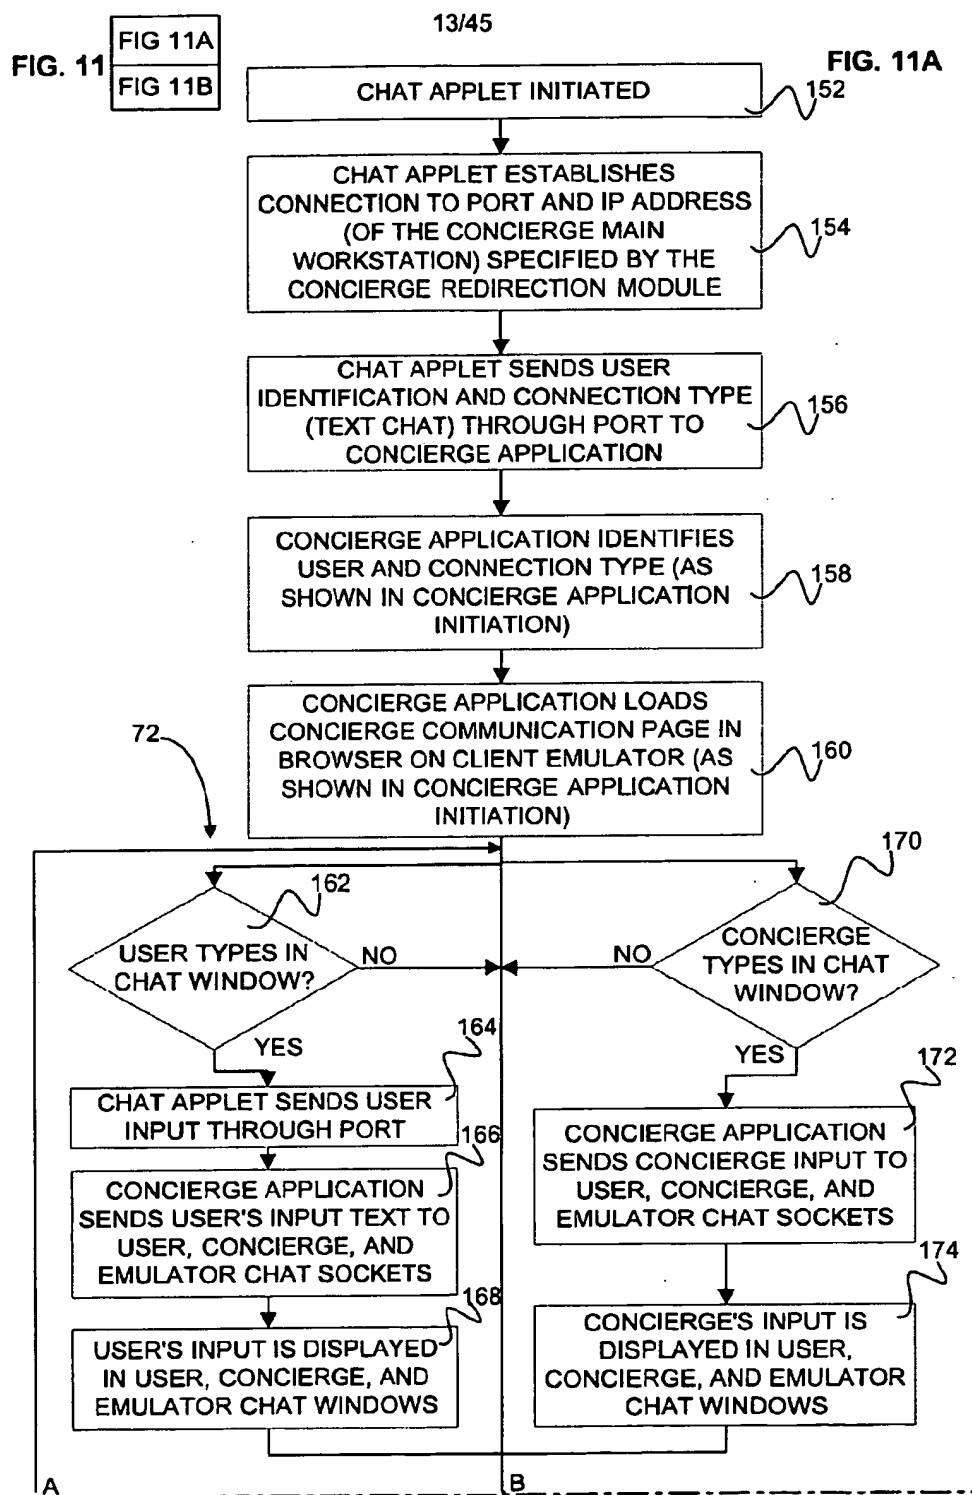 13/45
FIG. 11
FIG 11A
FIG 11B
FIG. 11A
CHAT APPLET INITIATED
152
CHAT APPLET ESTABLISHES
CONNECTION TO PORT AND IP ADDRESS
(OF THE CONCIERGE MAIN
WORKSTATION) SPECIFIED BY THE
CONCIERGE REDIRECTION MODULE
154
CHAT APPLET SENDS USER
IDENTIFICATION AND CONNECTION TYPE
(TEXT CHAT) THROUGH PORT TO
CONCIERGE APPLICATION
156
CONCIERGE APPLICATION IDENTIFIES
USER AND CONNECTION TYPE (AS
SHOWN IN CONCIERGE APPLICATION
INITIATION)
158
CONCIERGE APPLICATION LOADS
CONCIERGE COMMUNICATION PAGE IN
BROWSER ON CLIENT EMULATOR (AS
SHOWN IN CONCIERGE APPLICATION
INITIATION)
160
72
162
USER TYPES IN
CHAT WINDOW?
NO
YES
170
CONCIERGE
TYPES IN CHAT
WINDOW?
NO
YES
164
CHAT APPLET SENDS USER
INPUT THROUGH PORT
166
CONCIERGE APPLICATION
SENDS USER'S INPUT TEXT TO
USER, CONCIERGE, AND
EMULATOR CHAT SOCKETS
168
USER'S INPUT IS DISPLAYED
IN USER, CONCIERGE, AND
EMULATOR CHAT WINDOWS
172
CONCIERGE APPLICATION
SENDS CONCIERGE INPUT TO
USER, CONCIERGE, AND
EMULATOR CHAT SOCKETS
174
CONCIERGE'S INPUT IS
DISPLAYED IN USER,
CONCIERGE, AND EMULATOR
CHAT WINDOWS
A
B